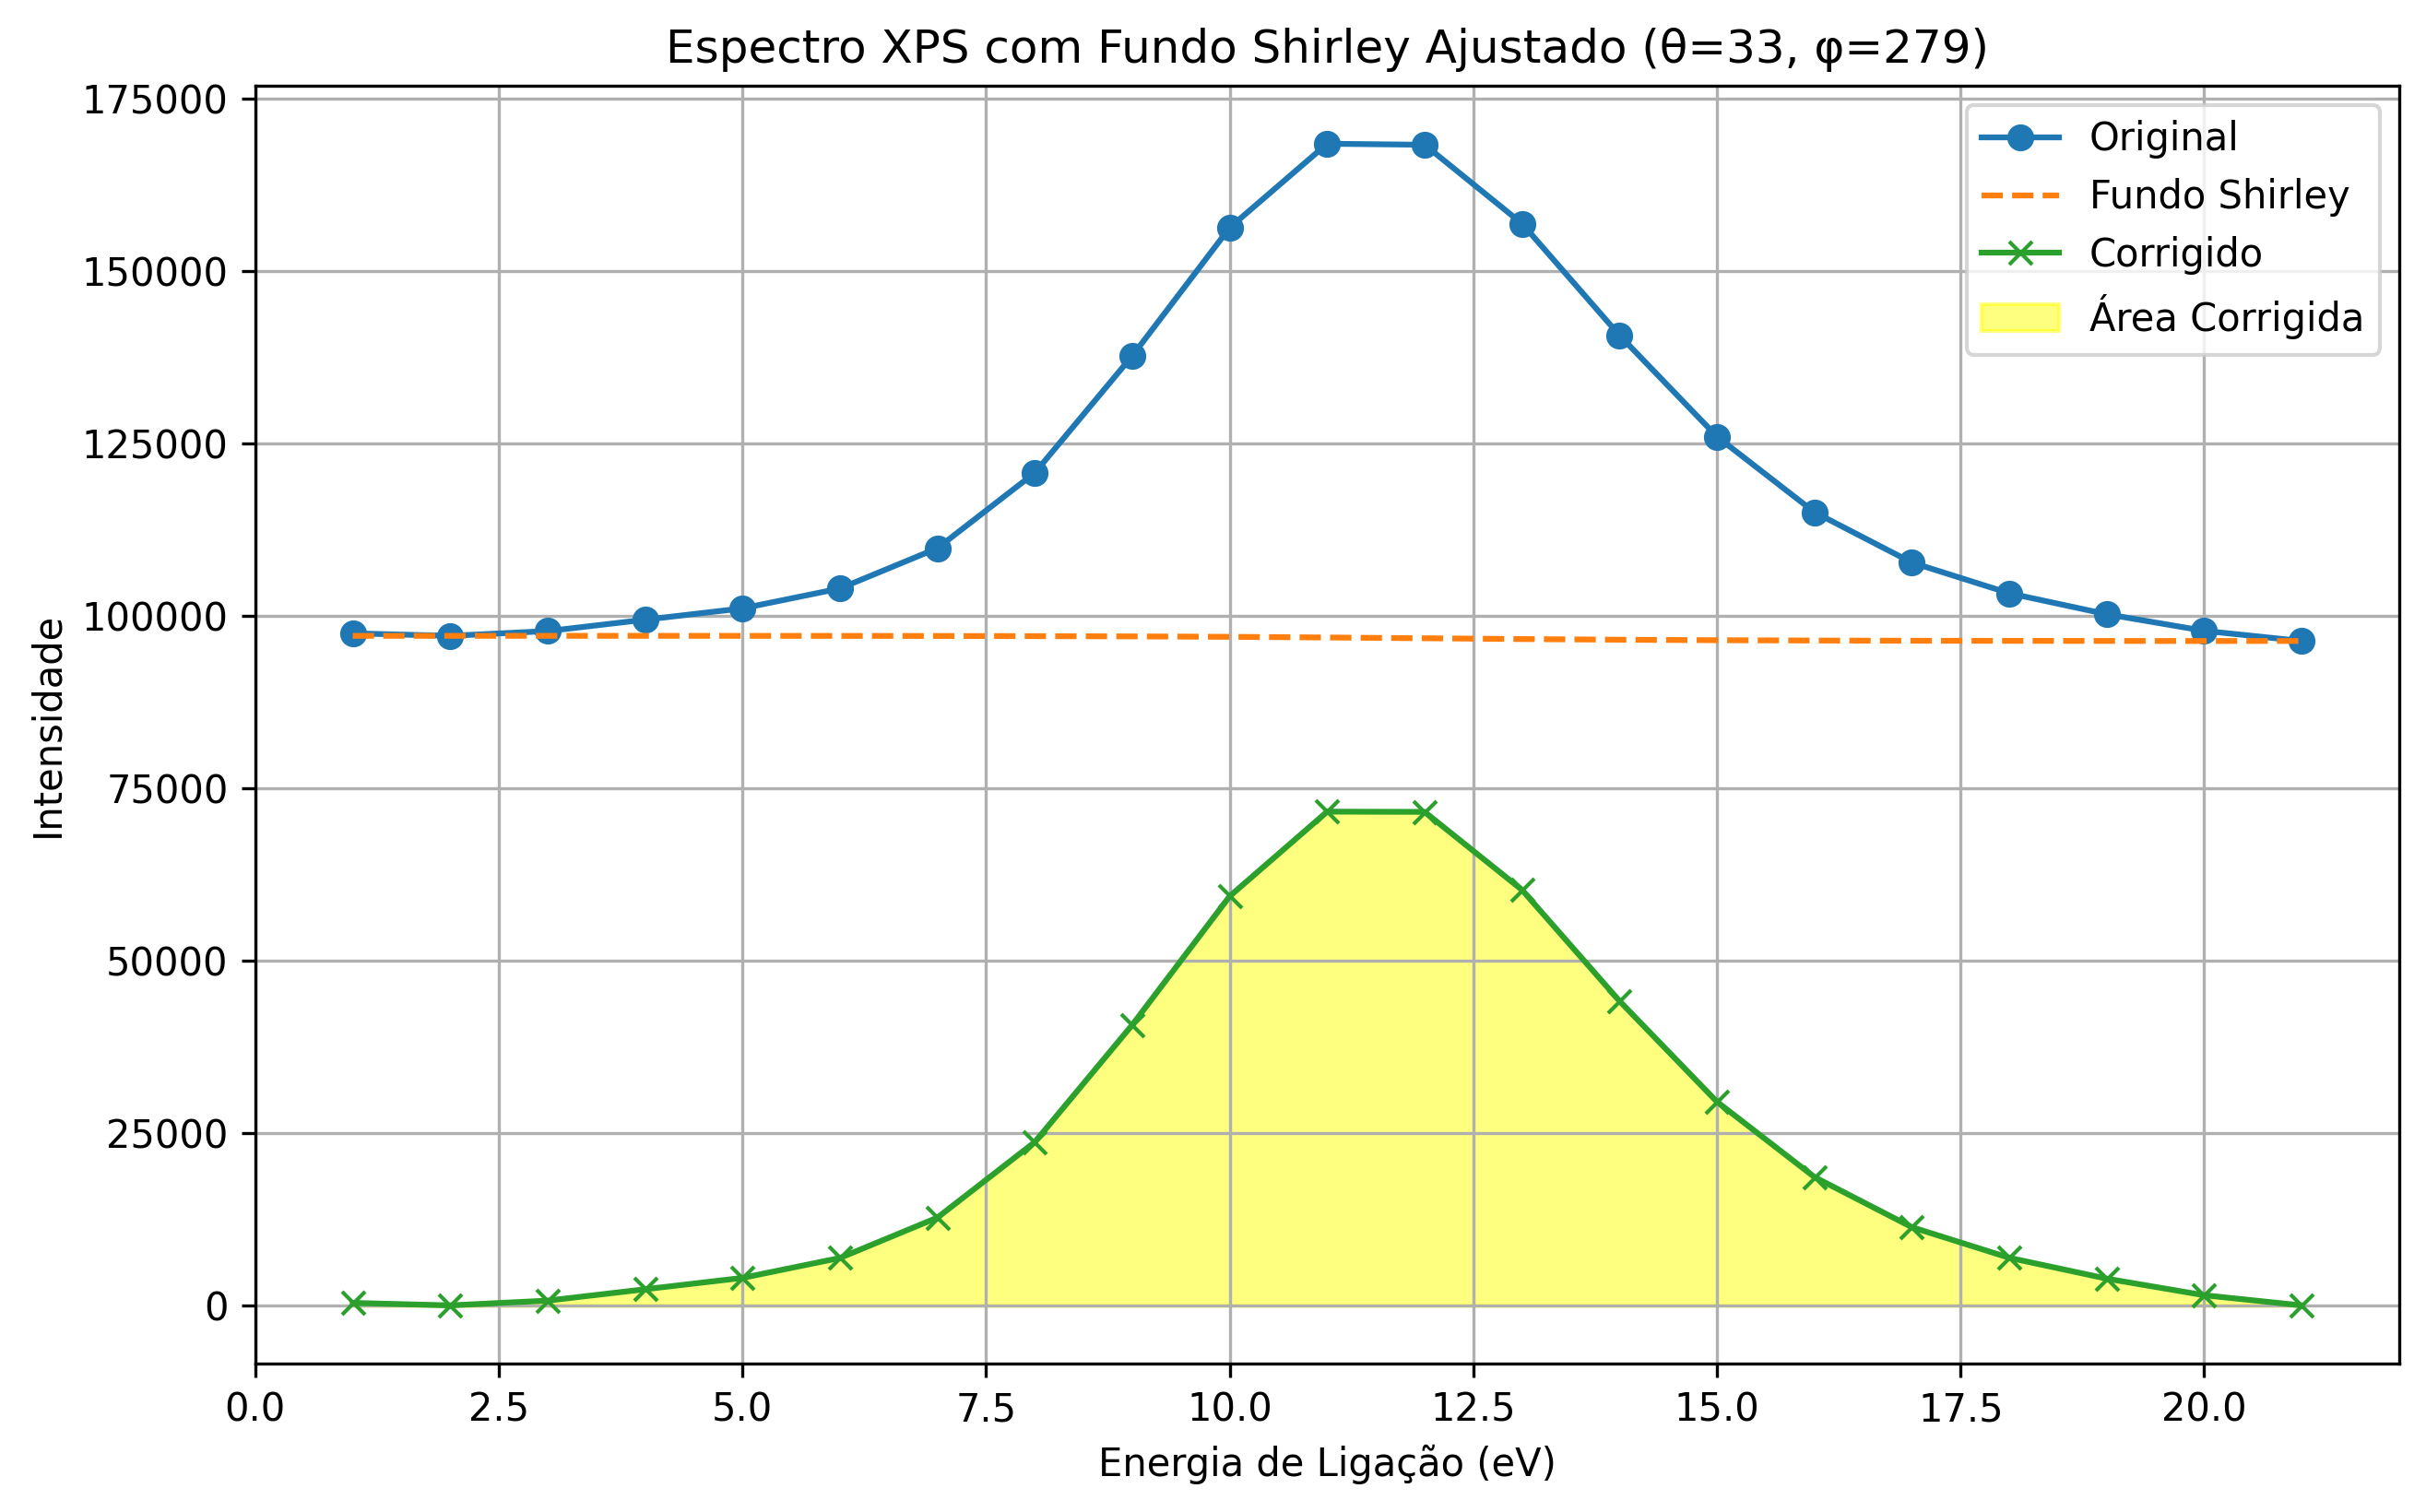 Espectro XPS com Fundo Shirley Ajustado (θ=33, φ=279)
175000
150000
125000
100000
75000
50000
25000
0
Intensidade
Original
Fundo Shirley
Corrigido
Área Corrigida
0.0 2.5 5.0 7.5 10.0 12.5 15.0 17.5 20.0
Energia de Ligação (eV)